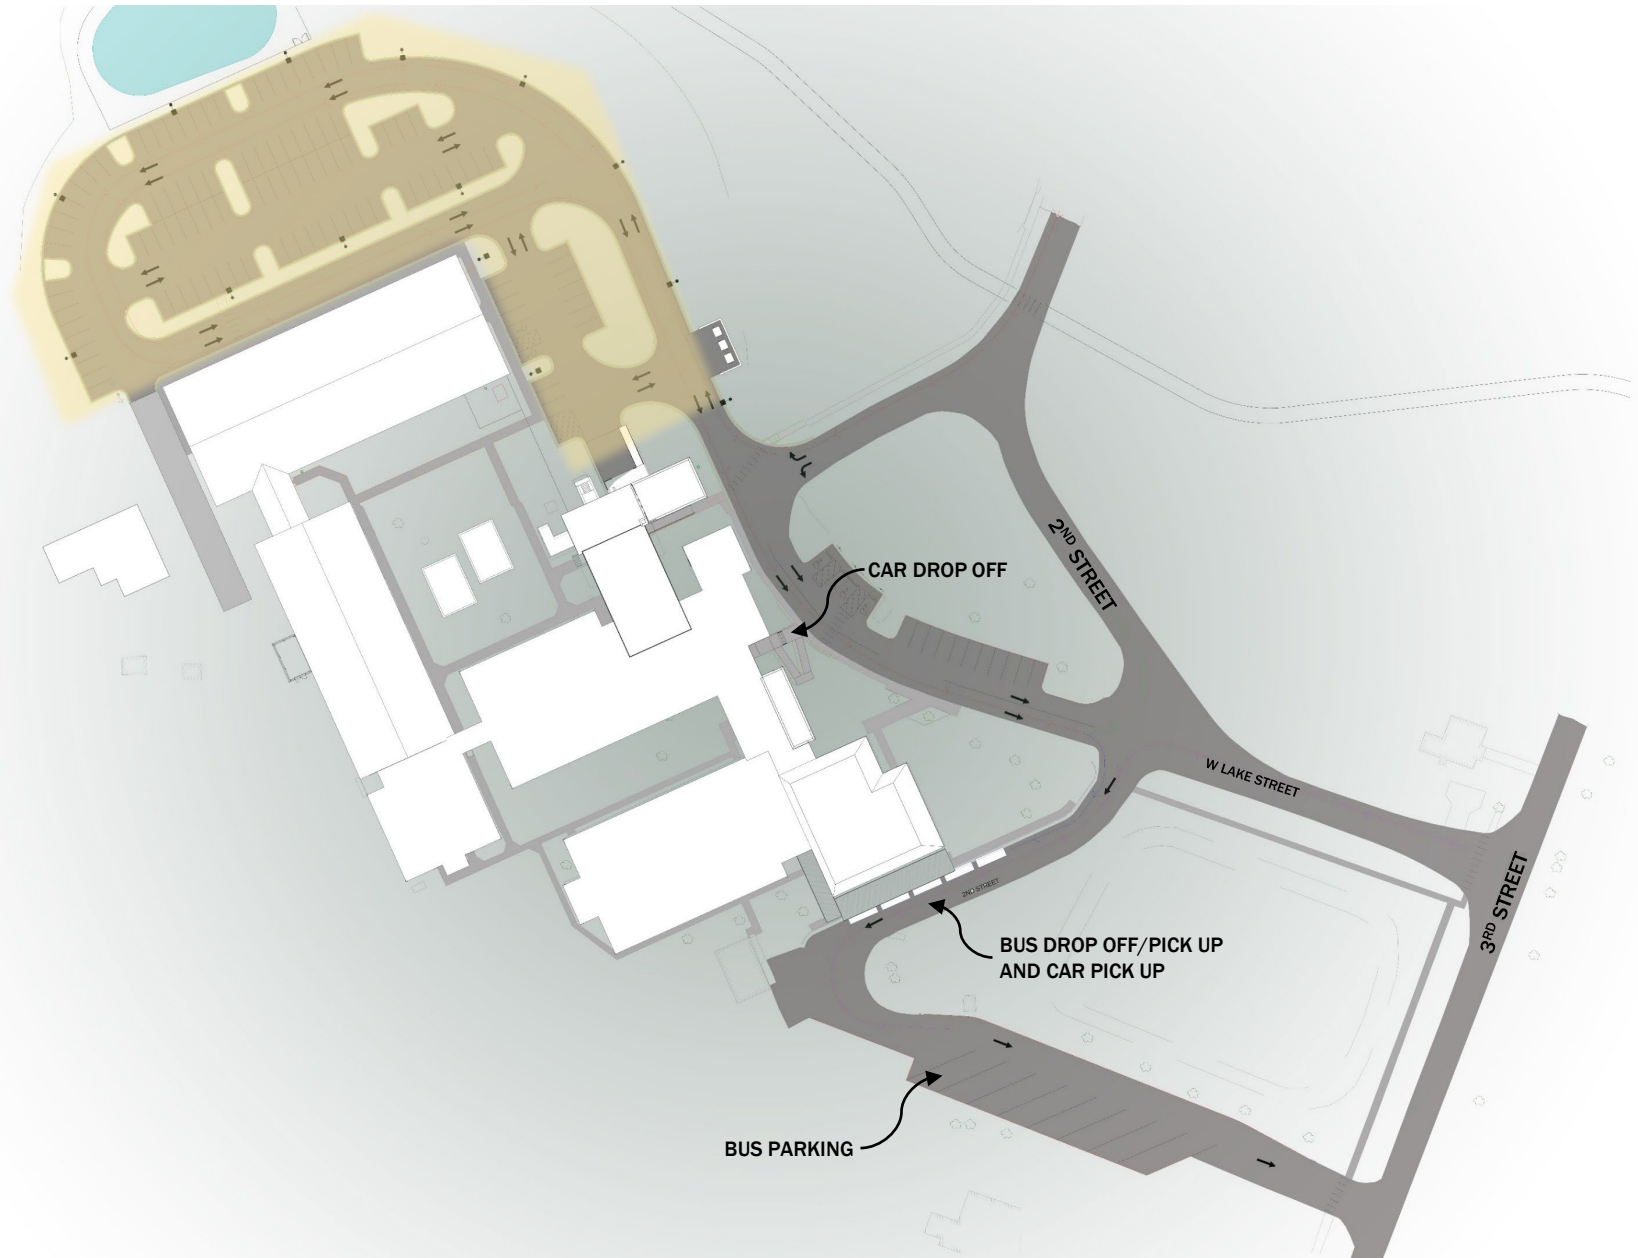 CAR DROP OFF
2ND STREET
W LAKE STREET
3RD STREET
2ND STREET
BUS DROP OFF/PICK UP
AND CAR PICK UP
BUS PARKING